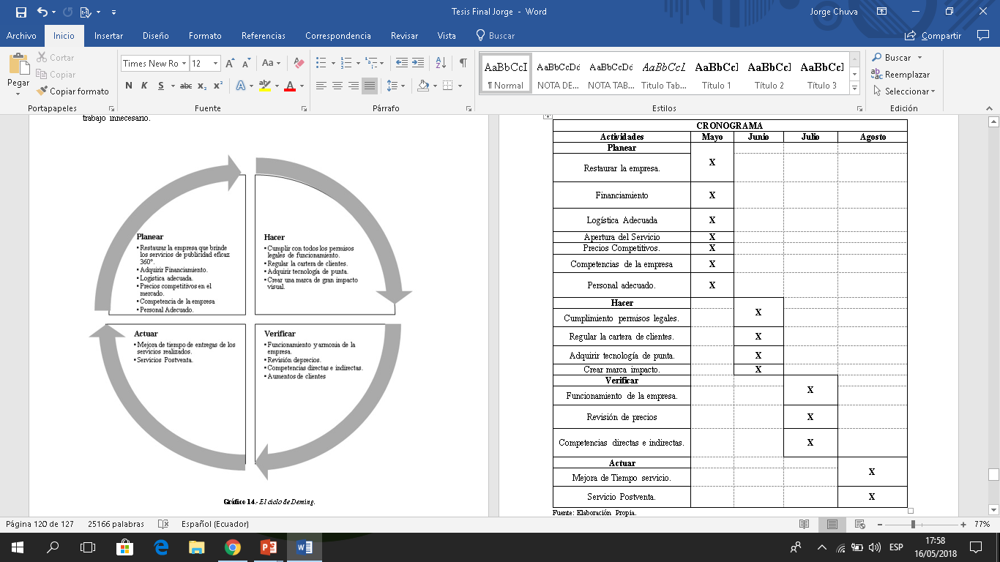 Tesis Final Jorge - Word
Jorge Chuva
Archivo Inicio Insertar Diseño Formato Referencias Correspondencia Revisar Vista Buscar Compartir
Pegar
Cortar
Copiar
Copiar formato
Portapapeles
Times New Ro 12
N K S abc x₂ x²
Fuente
Párrafo
AaBbCcI AaBbCcDc AaBbCcDc AaBbCcL AaBbCc AaBbCc AaBbCc
¶ Normal NOTA DE... NOTA TAB... Titulo Tab... Título 1 Título 2 Título 3
Estilos
Buscar
Reemplazar
Seleccionar
Edición
trabajo innecesario.
Planear
• Restaurar la empresa que brinde
los servicios de publicidad eficaz
360°.
• Adquirir Financiamiento.
• Logistica adecuada.
• Precios competitivos en el
mercado.
• Competencia de la empresa
• Personal Adecuado.
Hacer
• Cumplir con todos los permisos
legales de funcionamiento.
• Regular la cartera de clientes.
• Adquirir tecnología de punta.
• Crear una marca de gran impacto
visual.
Actuar
• Mejora de tiempo de entregas de los
servicios realizados.
• Servicios Postventa.
Verificar
• Funcionamiento y armonia de la
empresa.
• Revisión deprecios.
• Competencias directas e indirectas.
• Aumentos de clientes
Gráfico 14.- El ciclo de Deming.
CRONOGRAMA
Actividades Mayo Junio Julio Agosto
Planear
Restaurar la empresa. X
Financiamiento X
Logística Adecuada X
Apertura del Servicio X
Precios Competitivos. X
Competencias de la empresa X
Personal adecuado. X
Hacer
Cumplimiento permisos legales. X
Regular la cartera de clientes. X
Adquirir tecnología de punta. X
Crear marca impacto. X
Verificar
Funcionamiento de la empresa. X
Revisión de precios X
Competencias directas e indirectas. X
Actuar
Mejora de Tiempo servicio. X
Servicio Postventa. X
Fuente: Elaboración Propia.
Página 120 de 127 25166 palabras Español (Ecuador) 77%
ESP
17:58
16/05/2018